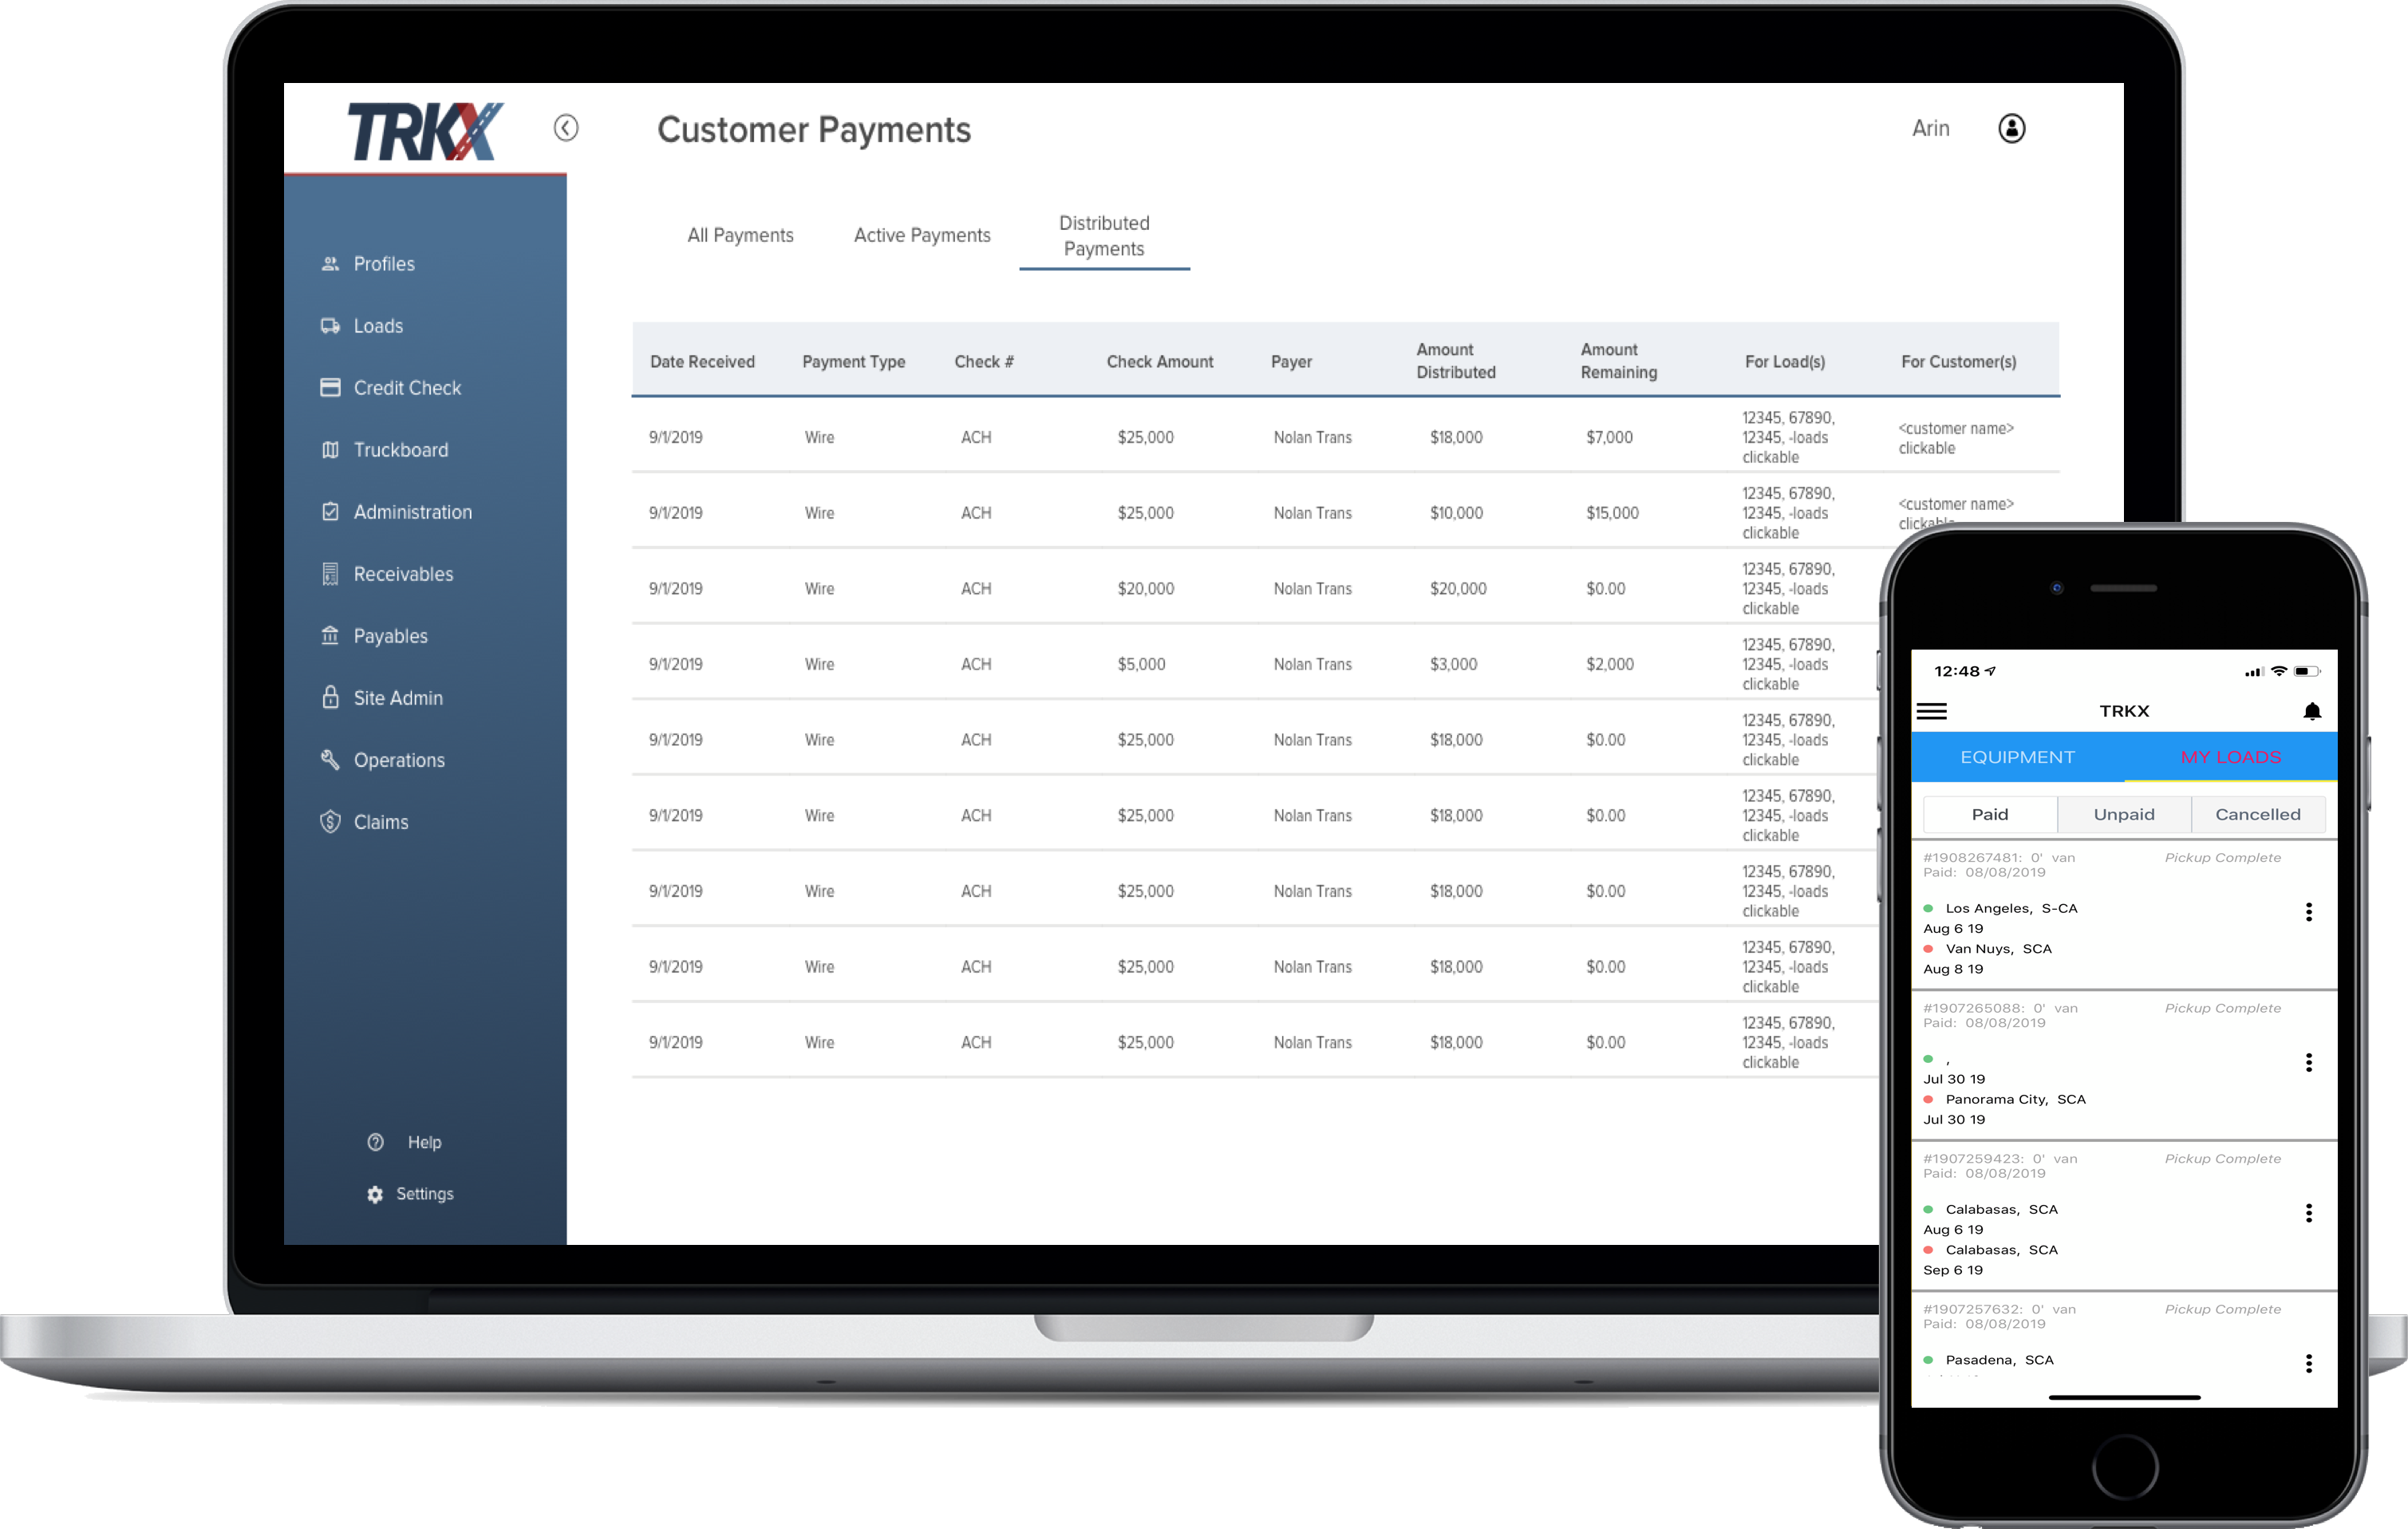 TRKX
Customer Payments
Arin
Profiles
Loads
Credit Check
Truckboard
Administration
Receivables
Payables
Site Admin
Operations
Claims
Help
Settings
All Payments
Active Payments
Distributed
Payments
Date Received Payment Type Check # Check Amount Payer Amount Distributed Amount Remaining For Load(s) For Customer(s)
9/1/2019 Wire ACH $25,000 Nolan Trans $18,000 $7,000
12345, 67890,
12345, -loads
clickable
<customer name>
clickable
9/1/2019 Wire ACH $25,000 Nolan Trans $10,000 $15,000
12345, 67890,
12345, -loads
clickable
<customer name>
clickable
9/1/2019 Wire ACH $20,000 Nolan Trans $20,000 $0.00
12345, 67890,
12345, -loads
clickable
9/1/2019 Wire ACH $5,000 Nolan Trans $3,000 $2,000
12345, 67890,
12345, -loads
clickable
9/1/2019 Wire ACH $25,000 Nolan Trans $18,000 $0.00
12345, 67890,
12345, -loads
clickable
9/1/2019 Wire ACH $25,000 Nolan Trans $18,000 $0.00
12345, 67890,
12345, -loads
clickable
9/1/2019 Wire ACH $25,000 Nolan Trans $18,000 $0.00
12345, 67890,
12345, -loads
clickable
9/1/2019 Wire ACH $25,000 Nolan Trans $18,000 $0.00
12345, 67890,
12345, -loads
clickable
9/1/2019 Wire ACH $25,000 Nolan Trans $18,000 $0.00
12345, 67890,
12345, -loads
clickable
12:48
TRKX
EQUIPMENT MY LOADS
Paid Unpaid Cancelled
#1908267481: 0' van Pickup Complete
Paid: 08/08/2019
Los Angeles, S-CA
Aug 6 19
Van Nuys, SCA
Aug 8 19
#1907265088: 0' van Pickup Complete
Paid: 08/08/2019
,
Jul 30 19
Panorama City, SCA
Jul 30 19
#1907259423: 0' van Pickup Complete
Paid: 08/08/2019
Calabasas, SCA
Aug 6 19
Calabasas, SCA
Sep 6 19
#1907257632: 0' van Pickup Complete
Paid: 08/08/2019
Pasadena, SCA